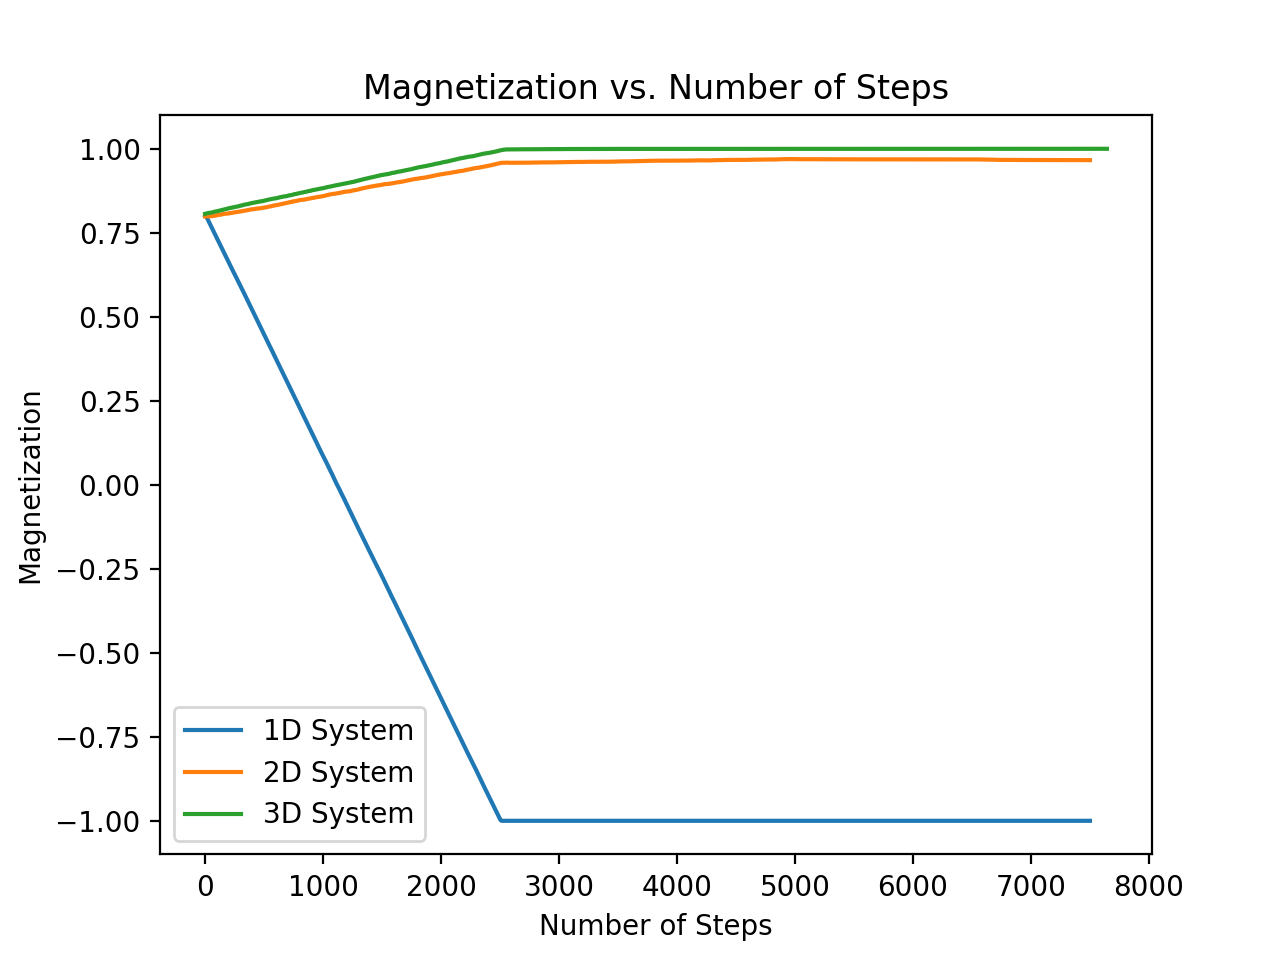 Magnetization vs. Number of Steps
1.00
0.75
0.50
0.25
0.00
−0.25
−0.50
−0.75
−1.00
Magnetization
1D System
2D System
3D System
0 1000 2000 3000 4000 5000 6000 7000 8000
Number of Steps